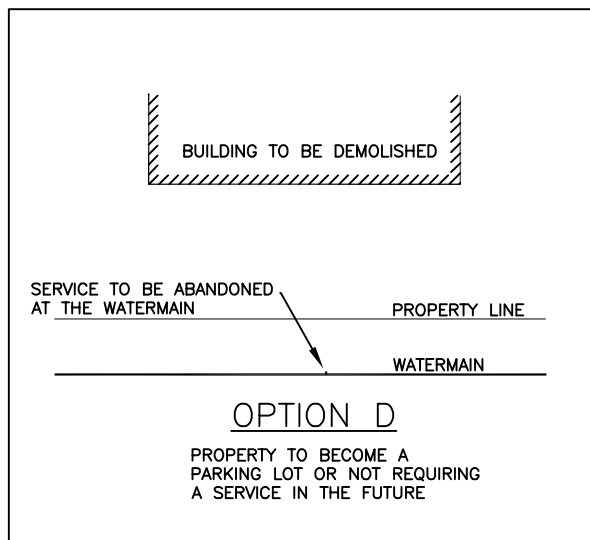 BUILDING TO BE DEMOLISHED
SERVICE TO BE ABANDONED
AT THE WATERMAIN
PROPERTY LINE
WATERMAIN
OPTION D
PROPERTY TO BECOME A
PARKING LOT OR NOT REQUIRING
A SERVICE IN THE FUTURE